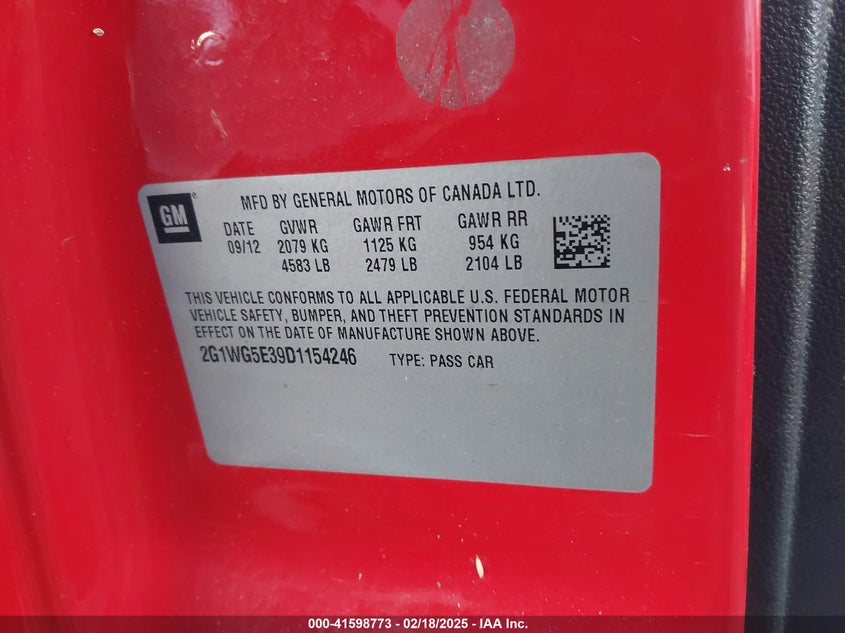 GM
®
MFD BY GENERAL MOTORS OF CANADA LTD.
DATE GVWR GAWR FRT GAWR RR
09/12 2079 KG 1125 KG 954 KG
4583 LB 2479 LB 2104 LB
THIS VEHICLE CONFORMS TO ALL APPLICABLE U.S. FEDERAL MOTOR
VEHICLE SAFETY, BUMPER, AND THEFT PREVENTION STANDARDS IN
EFFECT ON THE DATE OF MANUFACTURE SHOWN ABOVE.
2G1WG5E39D1154246 TYPE: PASS CAR
000-41598773 — 02/18/2025 — IAA Inc.